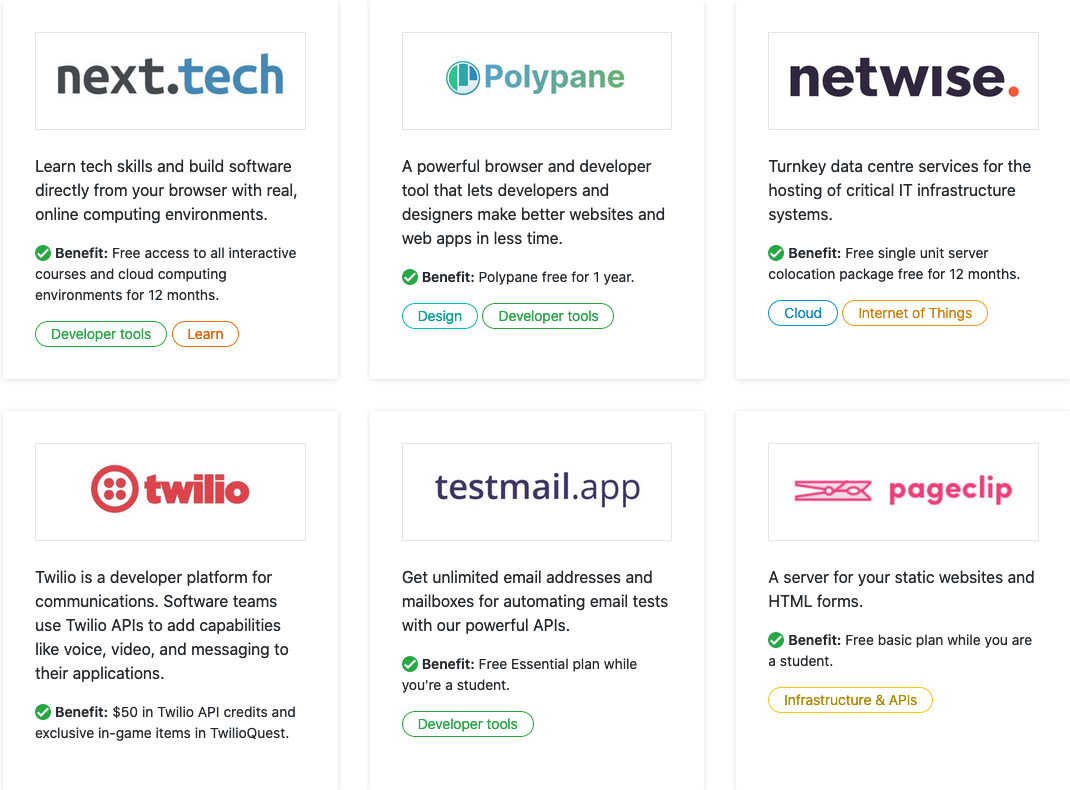 next.tech
Learn tech skills and build software
directly from your browser with real,
online computing environments.
Benefit: Free access to all interactive
courses and cloud computing
environments for 12 months.
Developer tools
Learn
Polypane
A powerful browser and developer
tool that lets developers and
designers make better websites and
web apps in less time.
Benefit: Polypane free for 1 year.
Design
Developer tools
netwise.
Turnkey data centre services for the
hosting of critical IT infrastructure
systems.
Benefit: Free single unit server
colocation package free for 12 months.
Cloud
Internet of Things
twilio
Twilio is a developer platform for
communications. Software teams
use Twilio APIs to add capabilities
like voice, video, and messaging to
their applications.
Benefit: $50 in Twilio API credits and
exclusive in-game items in TwilioQuest.
testmail.app
Get unlimited email addresses and
mailboxes for automating email tests
with our powerful APIs.
Benefit: Free Essential plan while
you're a student.
Developer tools
pageclip
A server for your static websites and
HTML forms.
Benefit: Free basic plan while you are
a student.
Infrastructure & APIs